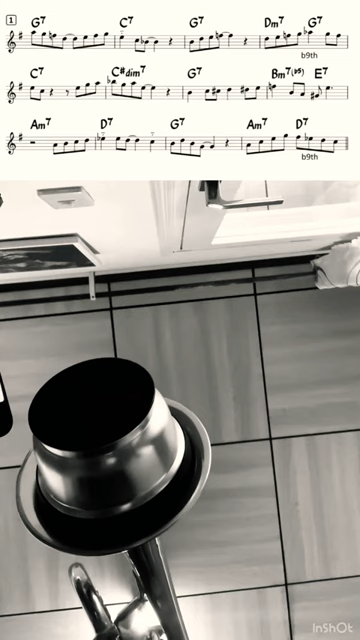 1 G7 C7 G7 Dm7 G7
b9th
C7 C#dim7 G7 Bm7(b5) E7
Am7 D7 G7 Am7 D7
b9th
InShOt